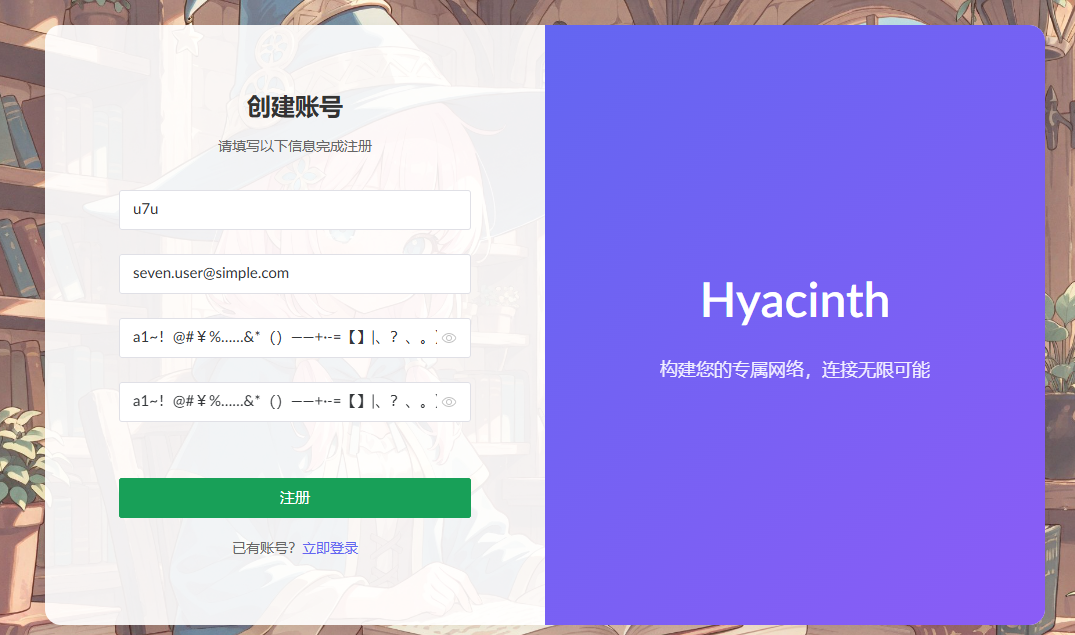 创建账号
请填写以下信息完成注册
u7u
seven.user@simple.com
a1~！@#￥%……&*（）——+·-=【】|、？、。
a1~！@#￥%……&*（）——+·-=【】|、？、。
注册
已有账号？立即登录
Hyacinth
构建您的专属网络，连接无限可能